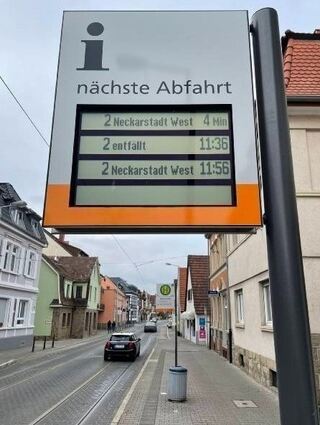 i
nächste Abfahrt
2 Neckarstadt West 4 Min
2 entfällt 11:36
2 Neckarstadt West 11:56
H